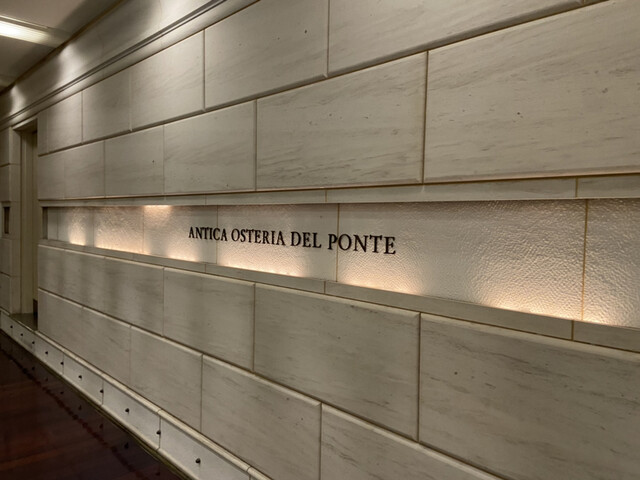 ANTICA OSTERIA DEL PONTE